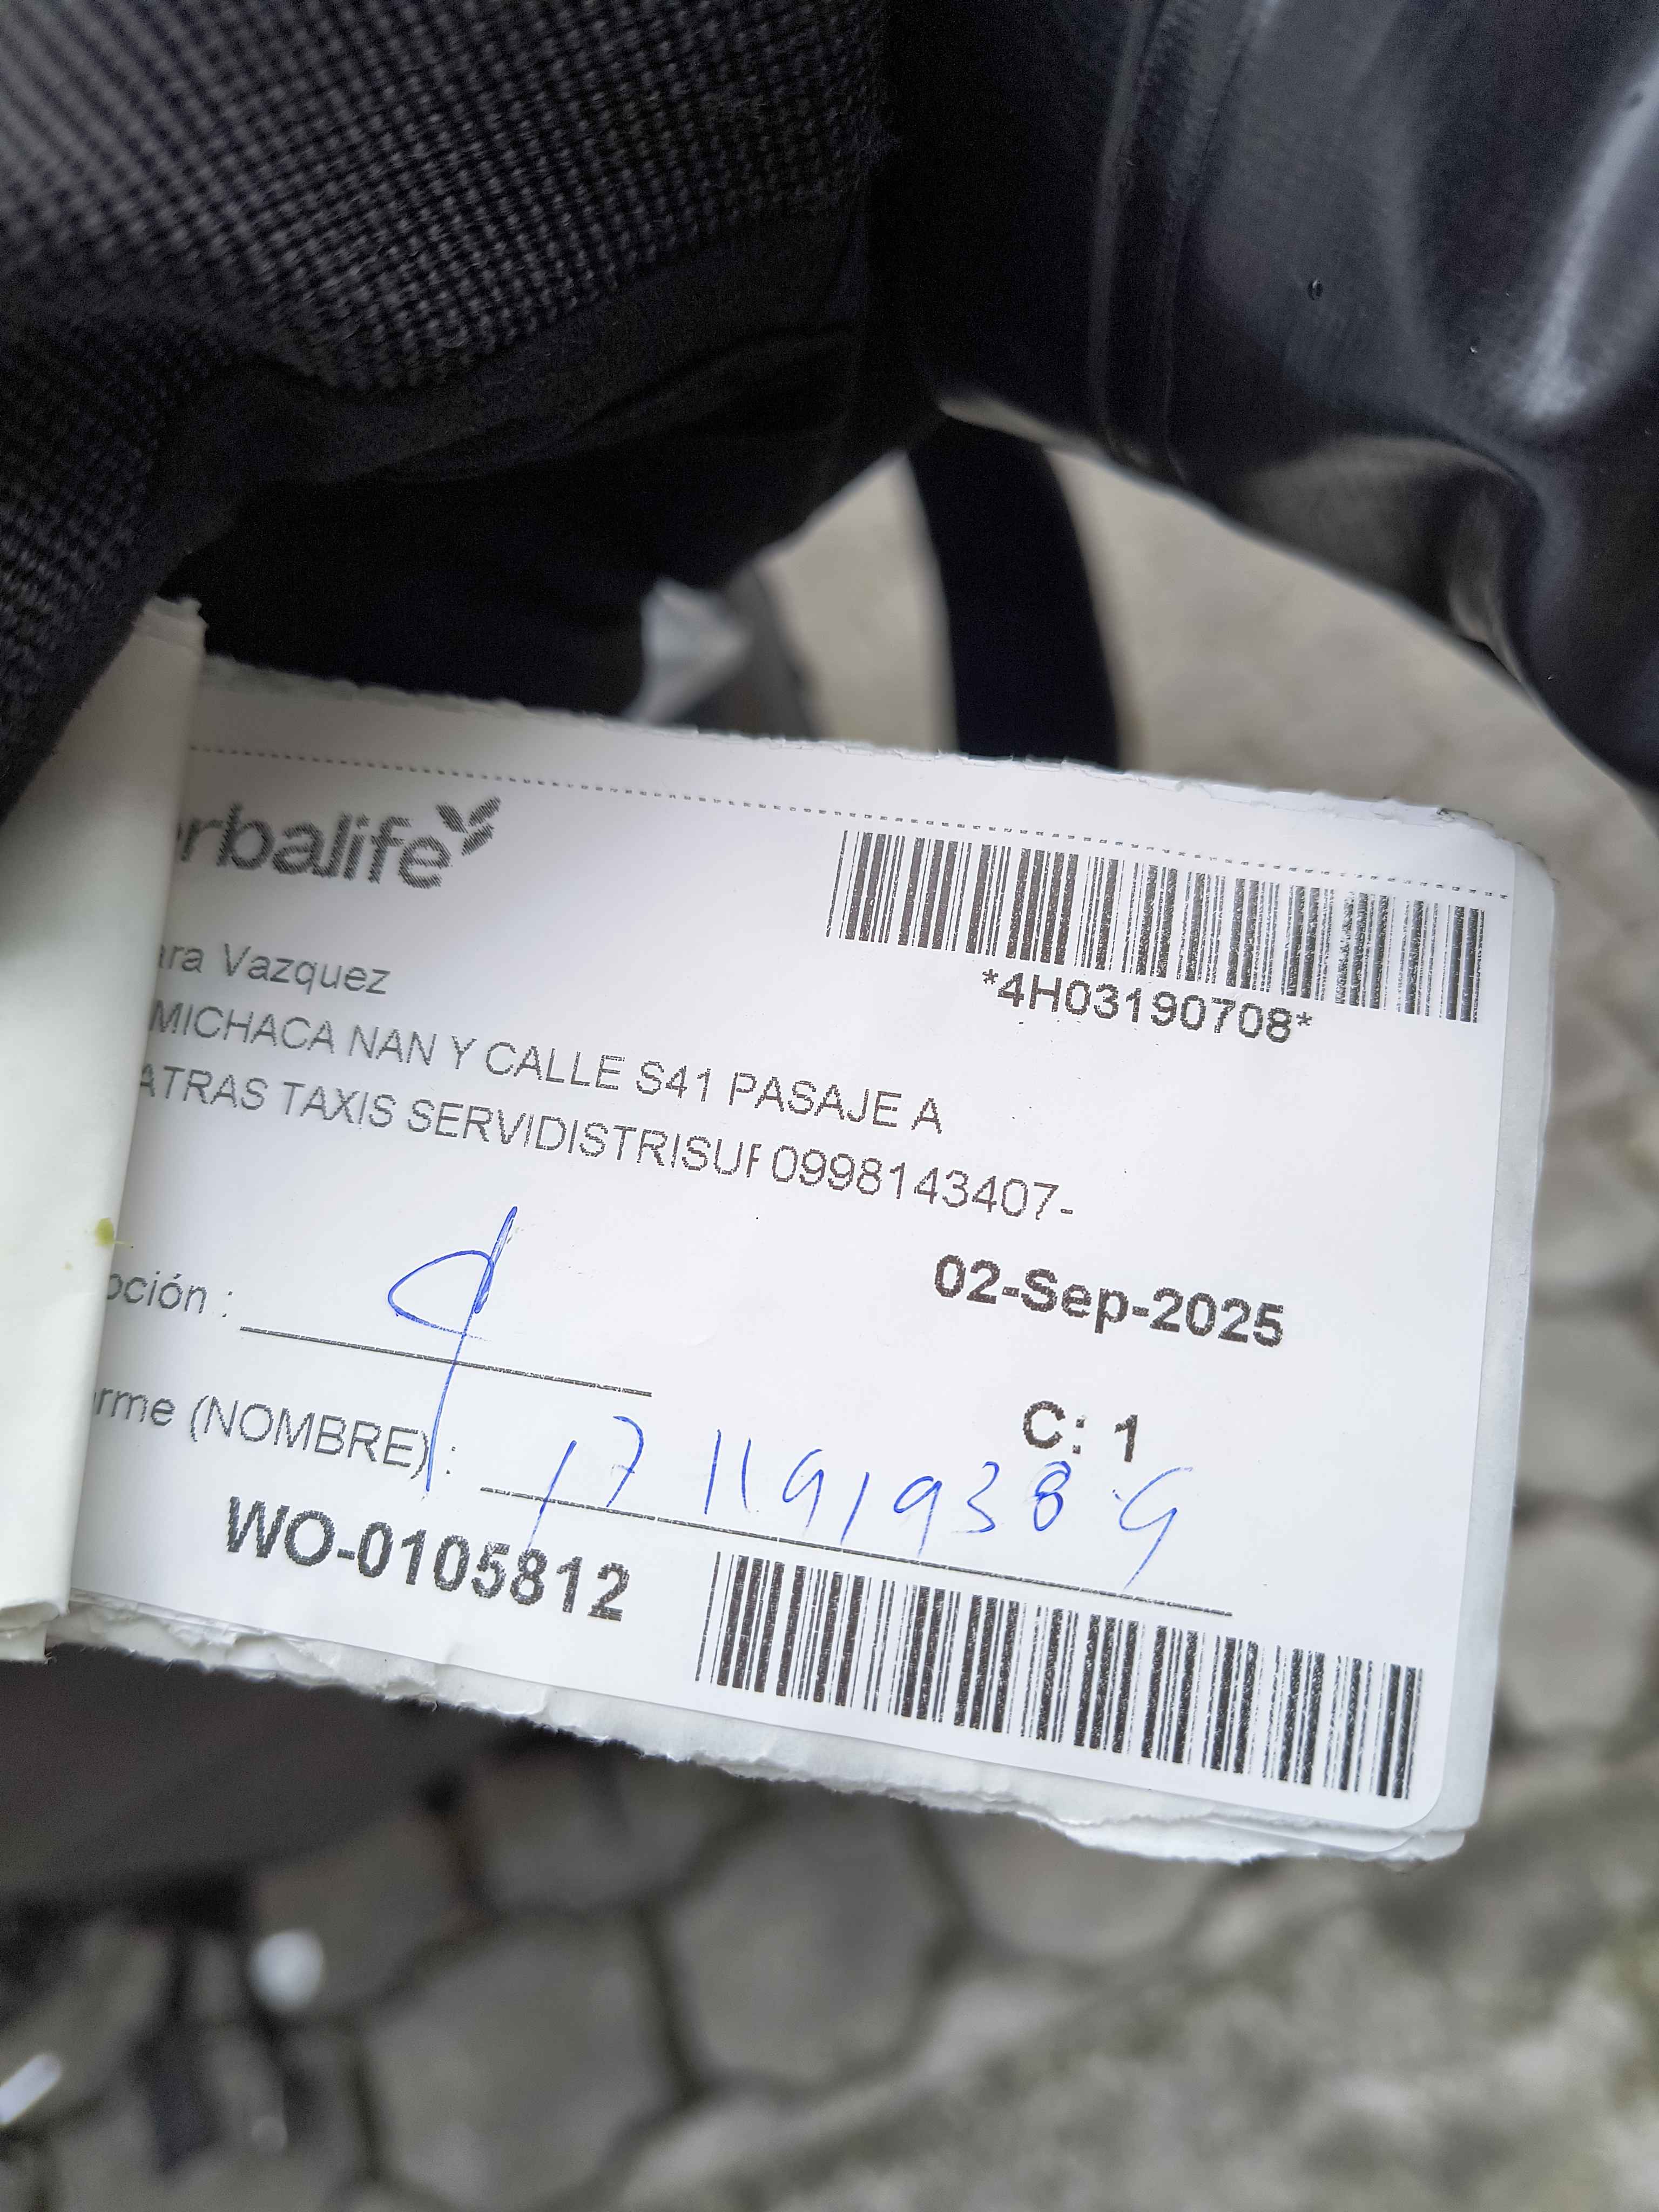 erbalife
*4H03190708*
ara Vazquez
MICHACA NAN Y CALLE S41 PASAJE A
ATRAS TAXIS SERVIDISTRISUF 0998143407-
pción :
02-Sep-2025
C: 1
rme (NOMBRE) : 171191938-9
WO-0105812